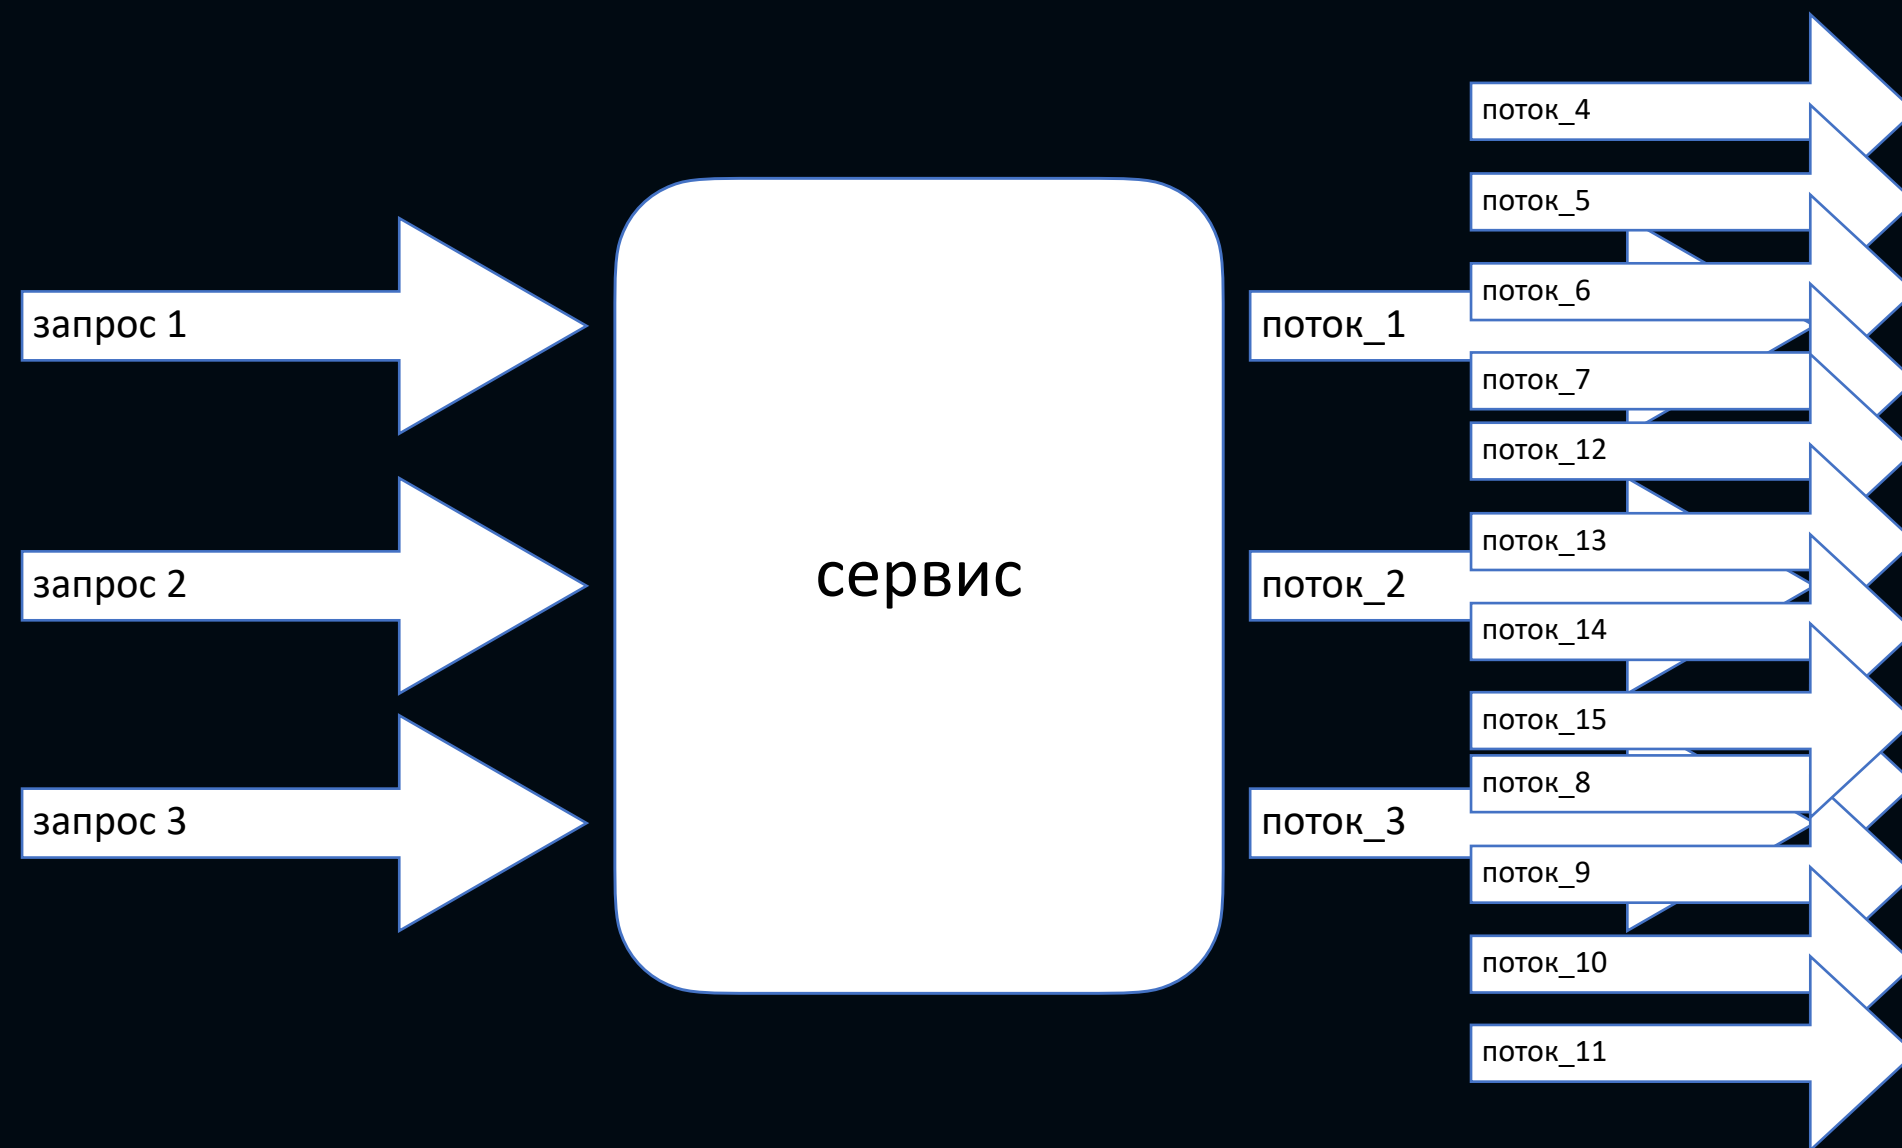 запрос 1
запрос 2
запрос 3
сервис
поток_1
поток_2
поток_3
поток_4
поток_5
поток_6
поток_7
поток_12
поток_13
поток_14
поток_15
поток_8
поток_9
поток_10
поток_11